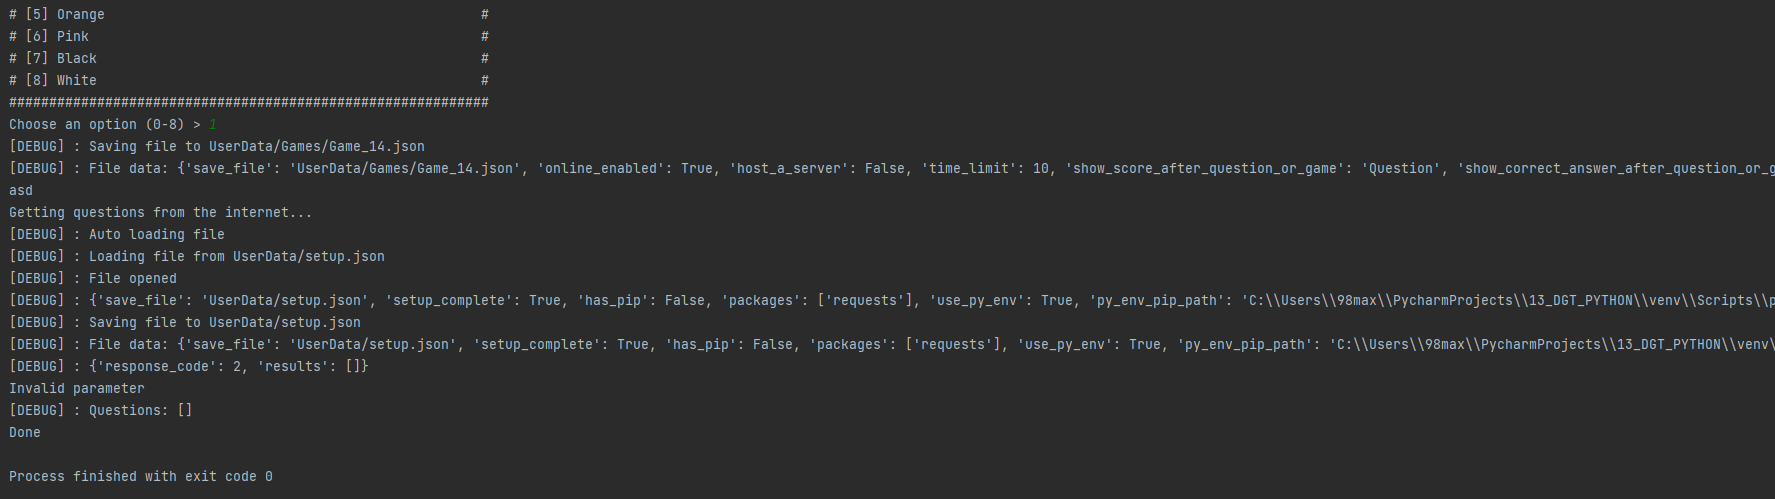 # [5] Orange #
# [6] Pink #
# [7] Black #
# [8] White #
############################################################
Choose an option (0-8) > 1
[DEBUG] : Saving file to UserData/Games/Game_14.json
[DEBUG] : File data: {'save_file': 'UserData/Games/Game_14.json', 'online_enabled': True, 'host_a_server': False, 'time_limit': 10, 'show_score_after_question_or_game': 'Question', 'show_correct_answer_after_question_or_g
asd
Getting questions from the internet...
[DEBUG] : Auto loading file
[DEBUG] : Loading file from UserData/setup.json
[DEBUG] : File opened
[DEBUG] : {'save_file': 'UserData/setup.json', 'setup_complete': True, 'has_pip': False, 'packages': ['requests'], 'use_py_env': True, 'py_env_pip_path': 'C:\\Users\\98max\\PycharmProjects\\13_DGT_PYTHON\\venv\\Scripts\\p
[DEBUG] : Saving file to UserData/setup.json
[DEBUG] : File data: {'save_file': 'UserData/setup.json', 'setup_complete': True, 'has_pip': False, 'packages': ['requests'], 'use_py_env': True, 'py_env_pip_path': 'C:\\Users\\98max\\PycharmProjects\\13_DGT_PYTHON\\venv\
[DEBUG] : {'response_code': 2, 'results': []}
Invalid parameter
[DEBUG] : Questions: []
Done
Process finished with exit code 0